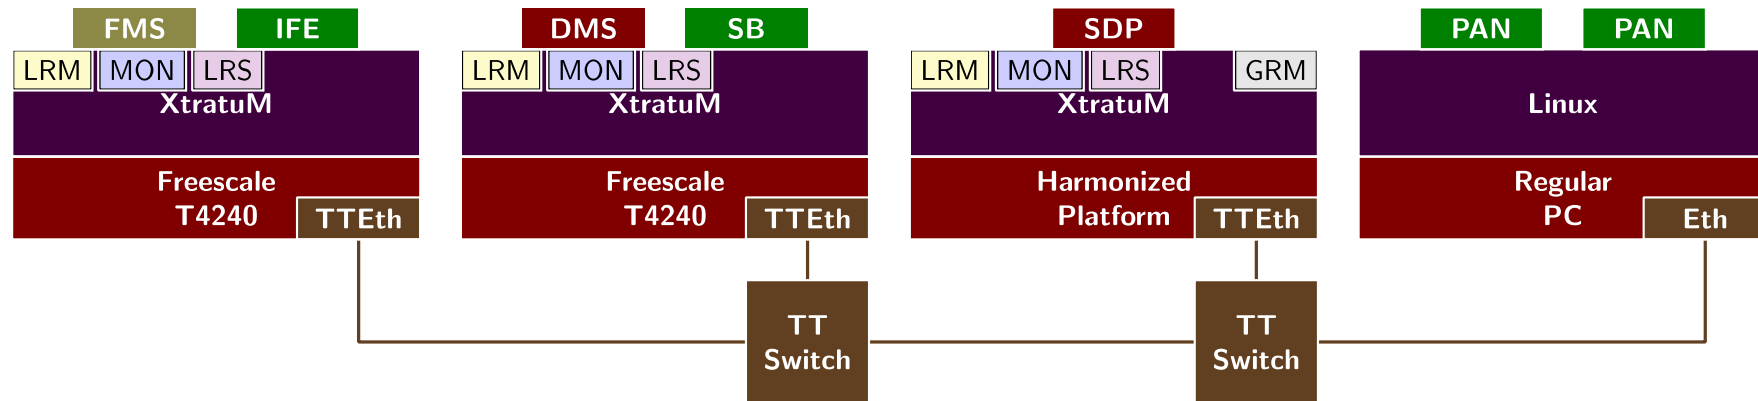 FMS IFE
LRM MON LRS
XtratuM
Freescale
T4240
TTEth
DMS SB
LRM MON LRS
XtratuM
Freescale
T4240
TTEth
SDP
LRM MON LRS GRM
XtratuM
Harmonized
Platform
TTEth
PAN PAN
Linux
Regular
PC
Eth
TT
Switch
TT
Switch